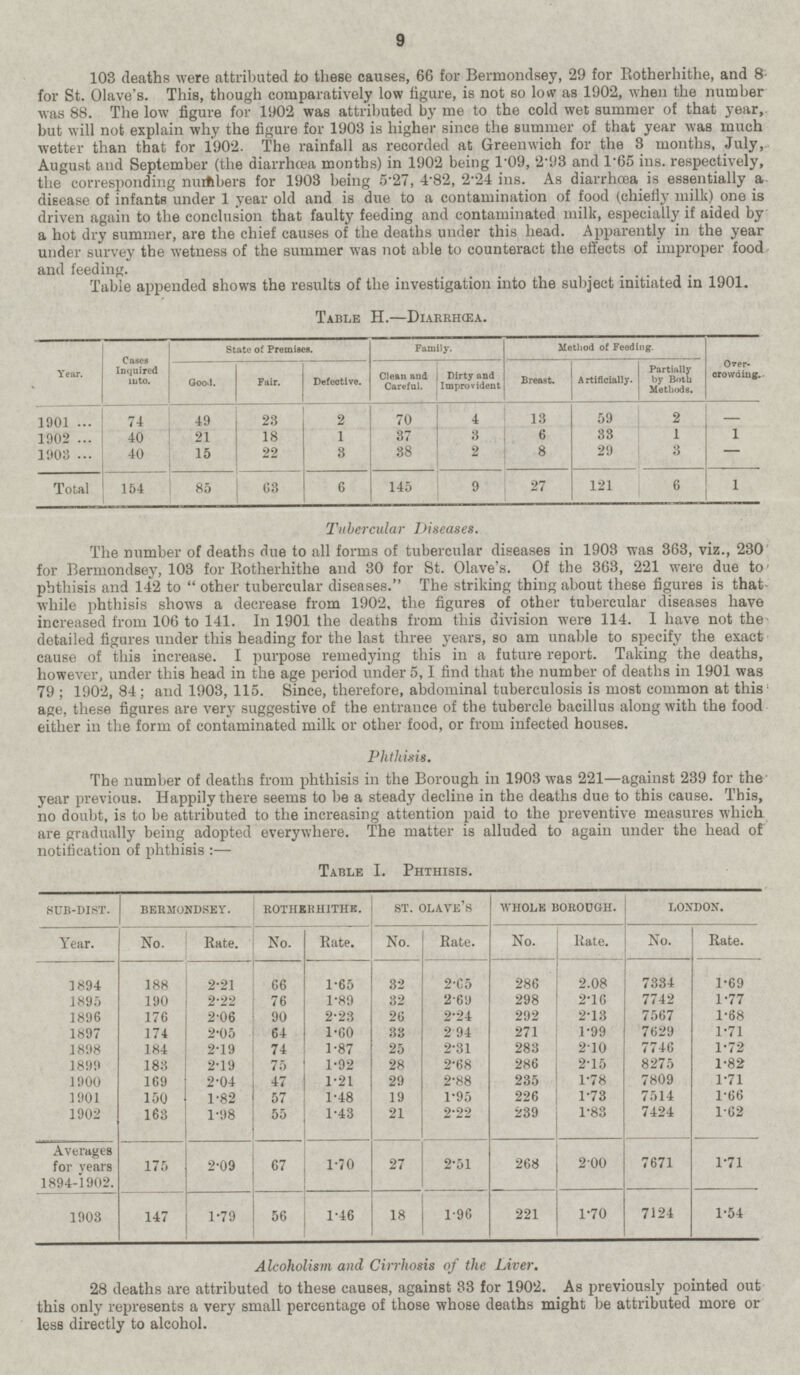 9
103 deaths were attributed to these causes, 66 for Bermondsey, 29 for Rotherhithe, and 8
for St. Olave's. This, though comparatively low figure, is not so low as 1902, when the number
was 88. The low figure for 1902 was attributed by me to the cold wet summer of that year,
but will not explain why the figure for 1903 is higher since the summer of that year was much
wetter than that for 1902. The rainfall as recorded at Greenwich for the 3 months, July,
August and September (the diarrhœa months) in 1902 being 1·09, 2·93 and 1·65 ins. respectively,
the corresponding numbers for 1903 being 5·27, 4·82, 2·24 ins. As diarrhœa is essentially a
disease of infants under 1 year old and is due to a contamination of food (chiefly milk) one is
driven again to the conclusion that faulty feeding and contaminated milk, especially if aided by
a hot dry summer, are the chief causes of the deaths under this head. Apparently in the year
under survey the wetness of the summer was not able to counteract the effects of improper food
and feeding.
Table appended shows the results of the investigation into the subject initiated in 1901.
TABLE H.—DIARRHŒA.
Year. Cases Inquired into. State of Premises. Family. Method of Feeding. Over-crowding.
Good. Fair. Defective. Clean and Careful. Dirty and Improvident Breast. Artificially. Partially by Both Methods.
1901 ... 74 49 23 2 70 4 13 59 2 —
1902 ... 40 21 18 1 37 3 6 33 1 1
1903 ... 40 15 22 3 38 2 8 29 3 —
Total 154 85 63 6 145 9 27 121 6 1
Tubercular Diseases.
The number of deaths due to all forms of tubercular diseases in 1903 was 363, viz., 230
for Bermondsey, 103 for Rotherhithe and 30 for St. Olave's. Of the 363, 221 were due to
phthisis and 142 to " other tubercular diseases." The striking thing about these figures is that
while phthisis shows a decrease from 1902, the figures of other tubercular diseases have
increased from 106 to 141. In 1901 the deaths from this division were 114. I have not the
detailed figures under this heading for the last three years, so am unable to specify the exact
cause of this increase. I purpose remedying this in a future report. Taking the deaths,
however, under this head in the age period under 5, I find that the number of deaths in 1901 was
79 ; 1902, 84 ; and 1903, 115. Since, therefore, abdominal tuberculosis is most common at this
age, these figures are very suggestive of the entrance of the tubercle bacillus along with the food
either in the form of contaminated milk or other food, or from infected houses.
Phthisis.
The number of deaths from phthisis in the Borough in 1903 was 221—against 239 for the
year previous. Happily there seems to be a steady decline in the deaths due to this cause. This,
no doubt, is to be attributed to the increasing attention paid to the preventive measures which
are gradually being adopted everywhere. The matter is alluded to again under the head of
notification of phthisis :—
TABLE I. PHTHISIS.
SUB-DIST. BERMONDSEY. ROTHERHITHE. ST. OLAVE'S WHOLE BOROUGH. LONDON.
Year. No. Rate. No. Rate. No. Rate. No. Rate. No. Rate.
1894 188 2·21 66 1·65 32 2·65 286 2.08 7334 1·69
1895 190 2·22 76 1·89 32 2·69 298 2·16 7742 1·77
1896 176 2·06 90 2·23 26 2·24 292 2·13 7567 1·68
1897 174 2·05 64 1·60 33 2 94 271 1·99 7629 1·71
1898 184 2·19 74 1·87 25 2·31 283 2·10 7746 1·72
1899 183 2·19 75 1·92 28 2·68 286 2·15 8275 1·82
1900 169 2·04 47 1·21 29 2·88 235 1·78 7809 1·71
1901 150 1·82 57 1·48 19 1·95 226 1·73 7514 1·66
1902 163 1·98 55 1·43 21 2·22 239 1·83 7424 1·62
Averages for years 1894-1902. 175 2·09 67 1·70 27 2·51 268 2·00 7671 1·71
1903 147 1·79 56 1·46 18 1·96 221 1·70 7124 1·54
Alcoholism and Cirrhosis of the Liver.
28 deaths are attributed to these causes, against 33 for 1902. As previously pointed out
this only represents a very small percentage of those whose deaths might be attributed more or
less directly to alcohol.